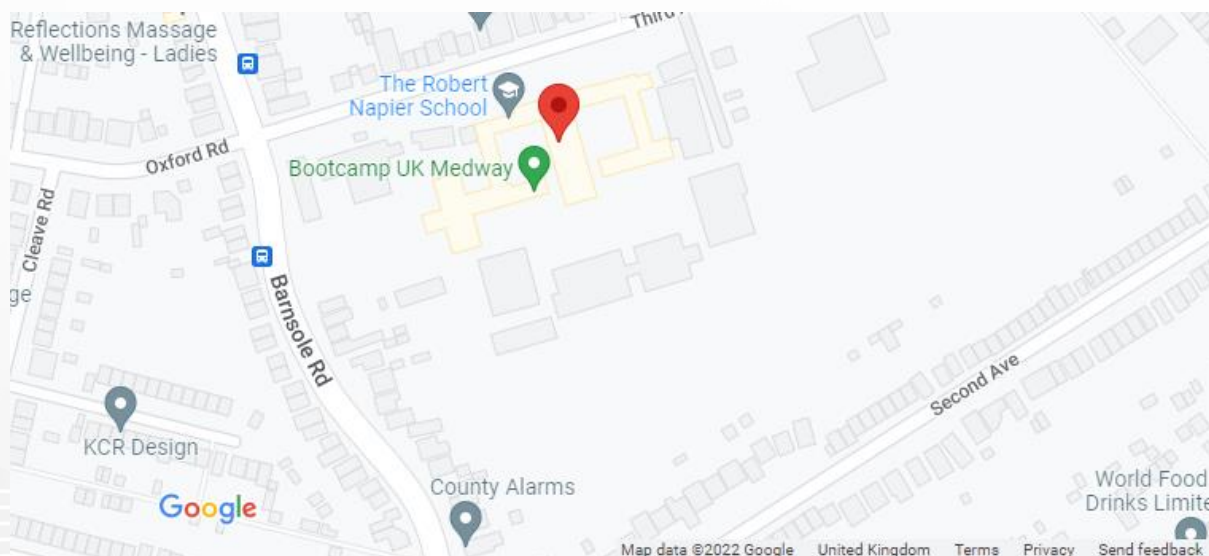 Reflections Massage
& Wellbeing - Ladies
Third
The Robert
Napier School
Oxford Rd
Bootcamp UK Medway
Cleave Rd
ge
Barnsole Rd
Second Ave
KCR Design
County Alarms
World Food
Drinks Limite
Google
Map data ©2022 Google United Kingdom Terms Privacy Send feedback